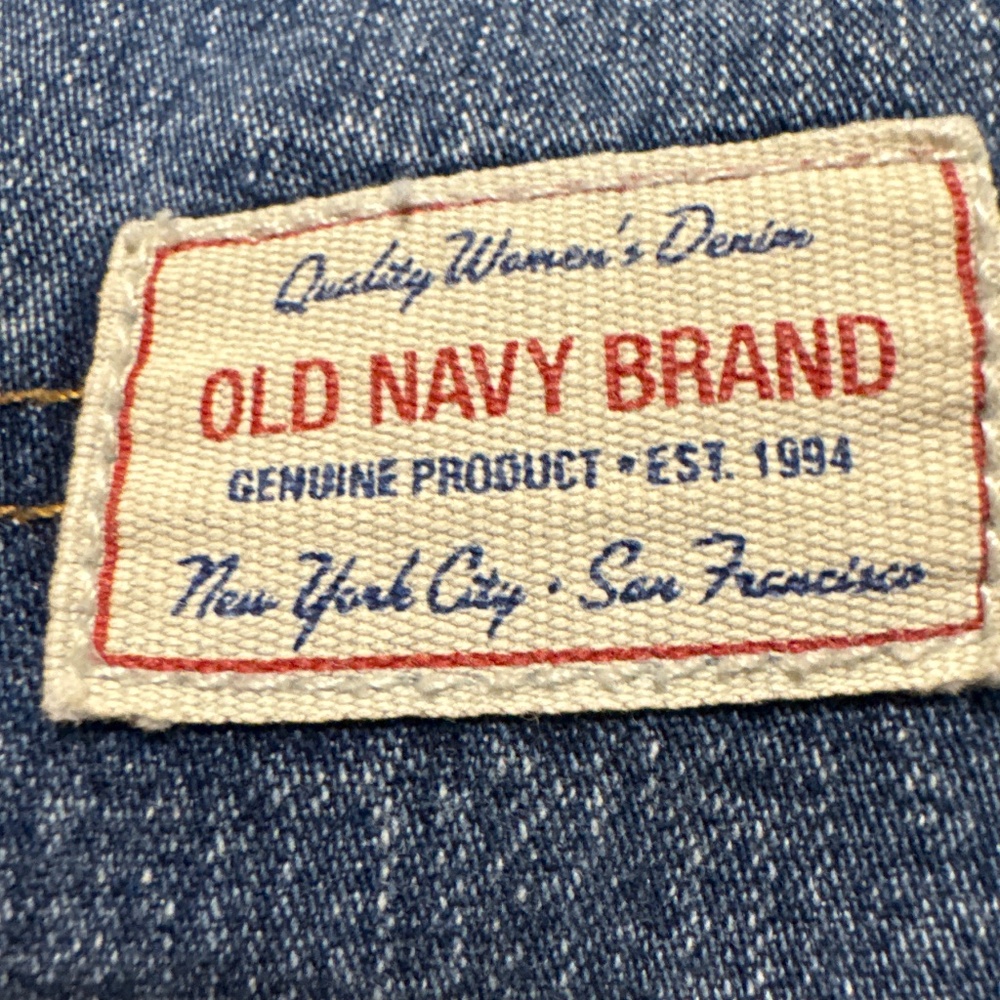 Quality Women's Denim
OLD NAVY BRAND
GENUINE PRODUCT • EST. 1994
New York City · San Francisco